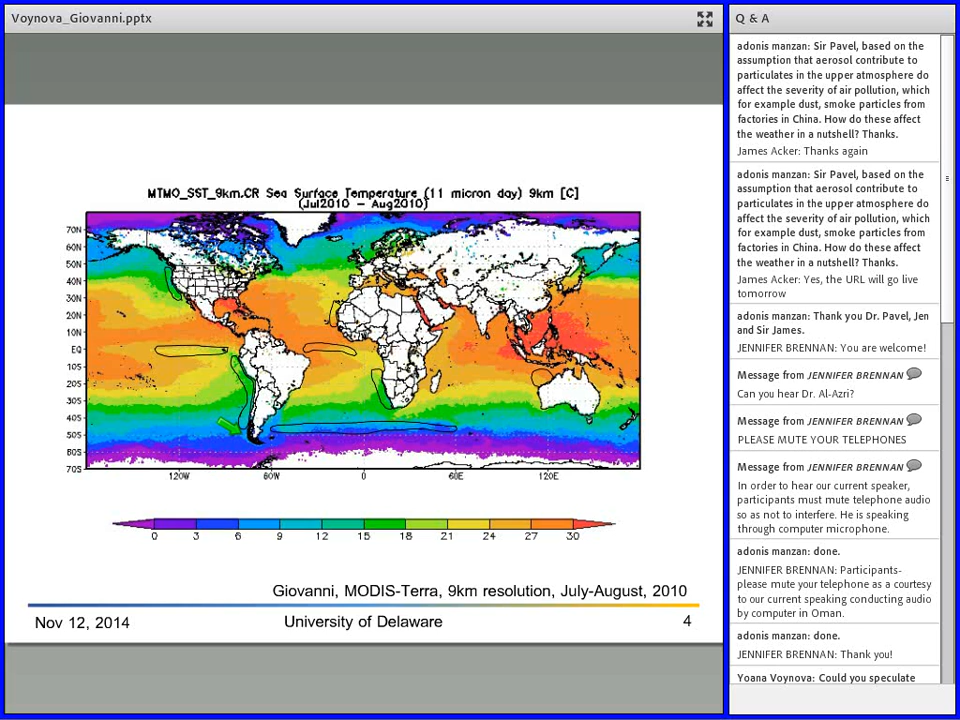 Voynova_Giovanni.pptx
MTMO_SST_9km.CR Sea Surface Temperature (11 micron day) 9km [C]
(Jul2010 – Aug2010)
70N
60N
50N
40N
30N
20N
10N
EQ
10S
20S
30S
40S
50S
60S
70S
120W
60W
0
60E
120E
0 3 6 9 12 15 18 21 24 27 30
Giovanni, MODIS-Terra, 9km resolution, July-August, 2010
Nov 12, 2014
University of Delaware
4
Q & A
adonis manzan: Sir Pavel, based on the
assumption that aerosol contribute to
particulates in the upper atmosphere do
affect the severity of air pollution, which
for example dust, smoke particles from
factories in China. How do these affect
the weather in a nutshell? Thanks.
James Acker: Thanks again
adonis manzan: Sir Pavel, based on the
assumption that aerosol contribute to
particulates in the upper atmosphere do
affect the severity of air pollution, which
for example dust, smoke particles from
factories in China. How do these affect
the weather in a nutshell? Thanks.
James Acker: Yes, the URL will go live
tomorrow
adonis manzan: Thank you Dr. Pavel, Jen
and Sir James.
JENNIFER BRENNAN: You are welcome!
Message from JENNIFER BRENNAN
Can you hear Dr. Al-Azri?
Message from JENNIFER BRENNAN
PLEASE MUTE YOUR TELEPHONES
Message from JENNIFER BRENNAN
In order to hear our current speaker,
participants must mute telephone audio
so as not to interfere. He is speaking
through computer microphone.
adonis manzan: done.
JENNIFER BRENNAN: Participants-
please mute your telephone as a courtesy
to our current speaking conducting audio
by computer in Oman.
adonis manzan: done.
JENNIFER BRENNAN: Thank you!
Yoana Voynova: Could you speculate